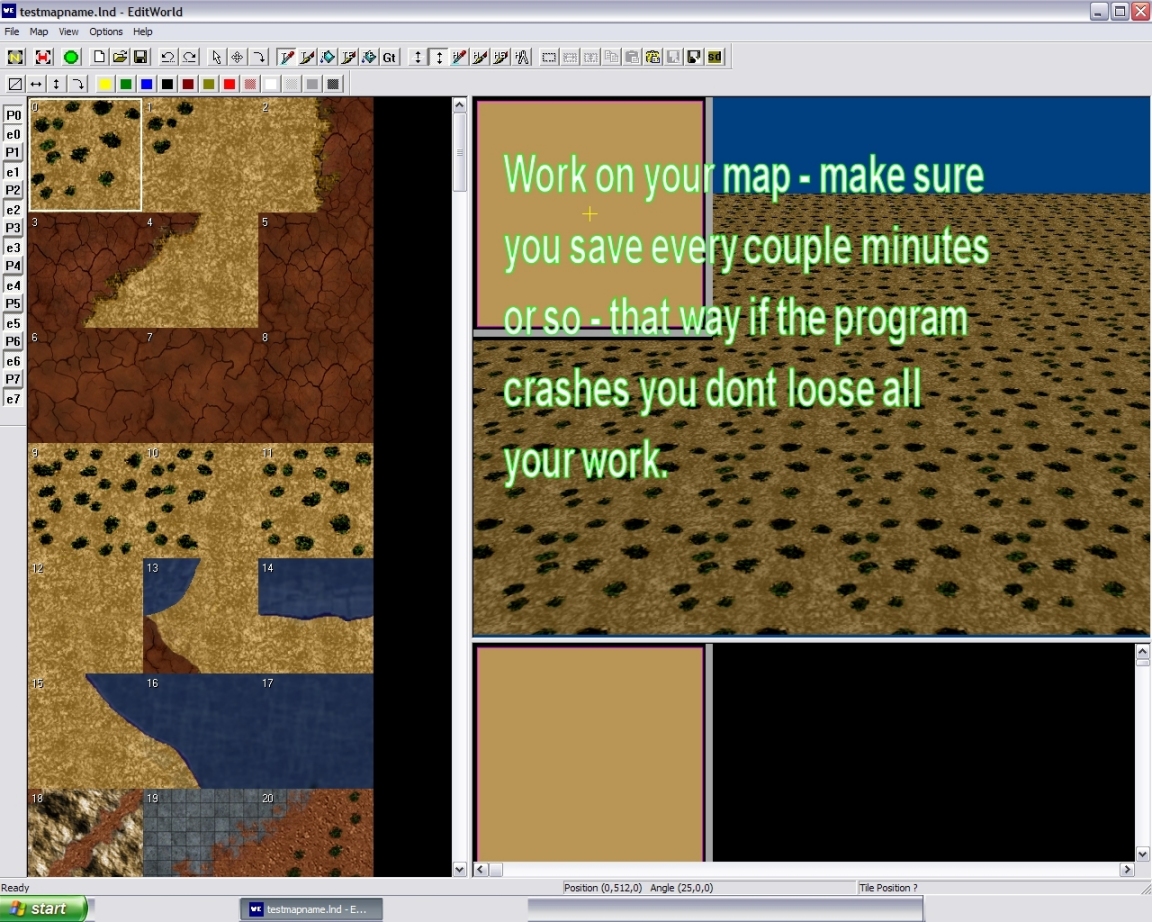 testmapname.lnd - EditWorld
File Map View Options Help
Gt
P0
e0
P1
e1
P2
e2
P3
e3
P4
e4
P5
e5
P6
e6
P7
e7
0 1 2
3 4 5
6 7 8
9 10 11
12 13 14
15 16 17
18 19 20
Work on your map - make sure
you save every couple minutes
or so - that way if the program
crashes you dont loose all
your work.
Ready Position (0,512,0) Angle (25,0,0) Tile Position ?
start testmapname.lnd - E...